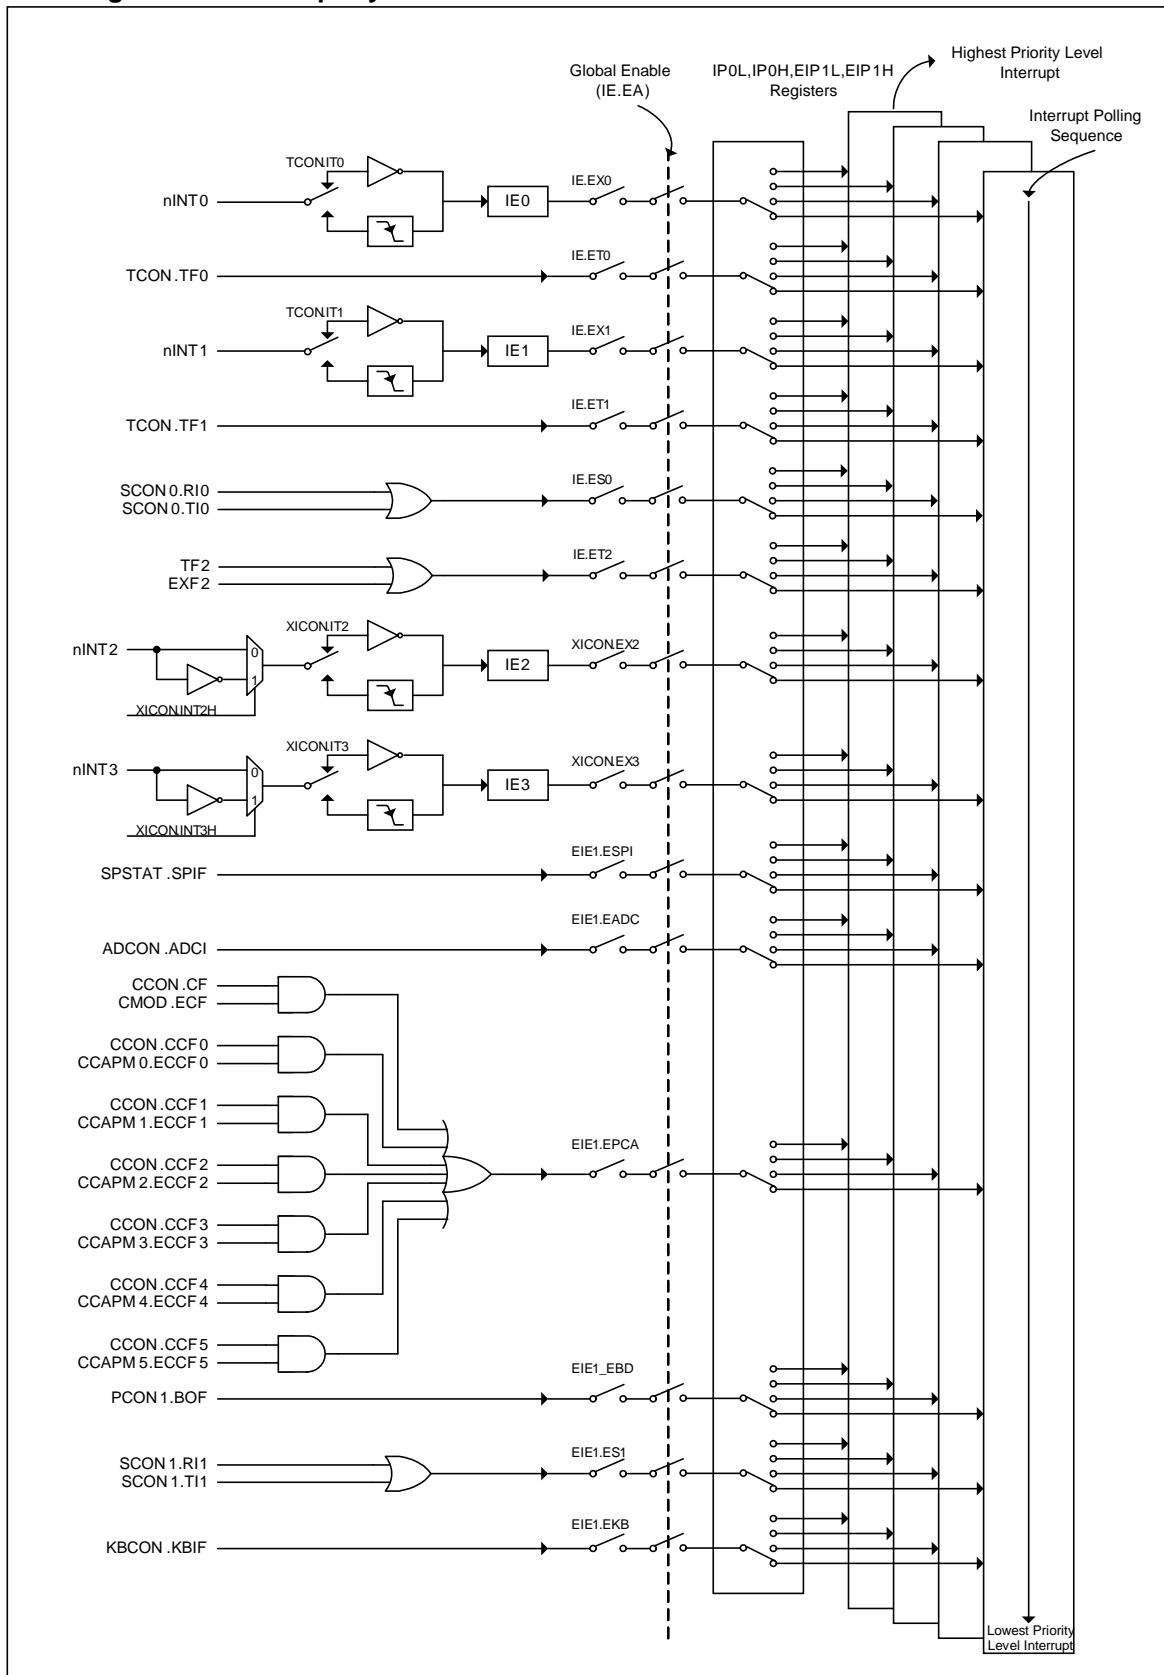 Highest Priority Level
Interrupt
Global Enable
(IE.EA)
IP0L,IP0H,EIP1L,EIP1H
Registers
Interrupt Polling
Sequence
TCON.IT0
nINT0
IE0
IE.EX0
TCON.TF0
IE.ET0
TCON.IT1
nINT1
IE1
IE.EX1
TCON.TF1
IE.ET1
SCON0.RI0
SCON0.TI0
IE.ES0
TF2
EXF2
IE.ET2
nINT2
0
1
XICON.INT2H
XICON.IT2
IE2
XICON.EX2
nINT3
0
1
XICON.INT3H
XICON.IT3
IE3
XICON.EX3
SPSTAT.SPIF
EIE1.ESPI
ADCON.ADCI
EIE1.EADC
CCON.CF
CMOD.ECF
CCON.CCF0
CCAPM0.ECCF0
CCON.CCF1
CCAPM1.ECCF1
CCON.CCF2
CCAPM2.ECCF2
EIE1.EPCA
CCON.CCF3
CCAPM3.ECCF3
CCON.CCF4
CCAPM4.ECCF4
CCON.CCF5
CCAPM5.ECCF5
PCON1.BOF
EIE1_EBD
SCON1.RI1
SCON1.TI1
EIE1.ES1
KBCON.KBIF
EIE1.EKB
Lowest Priority
Level Interrupt